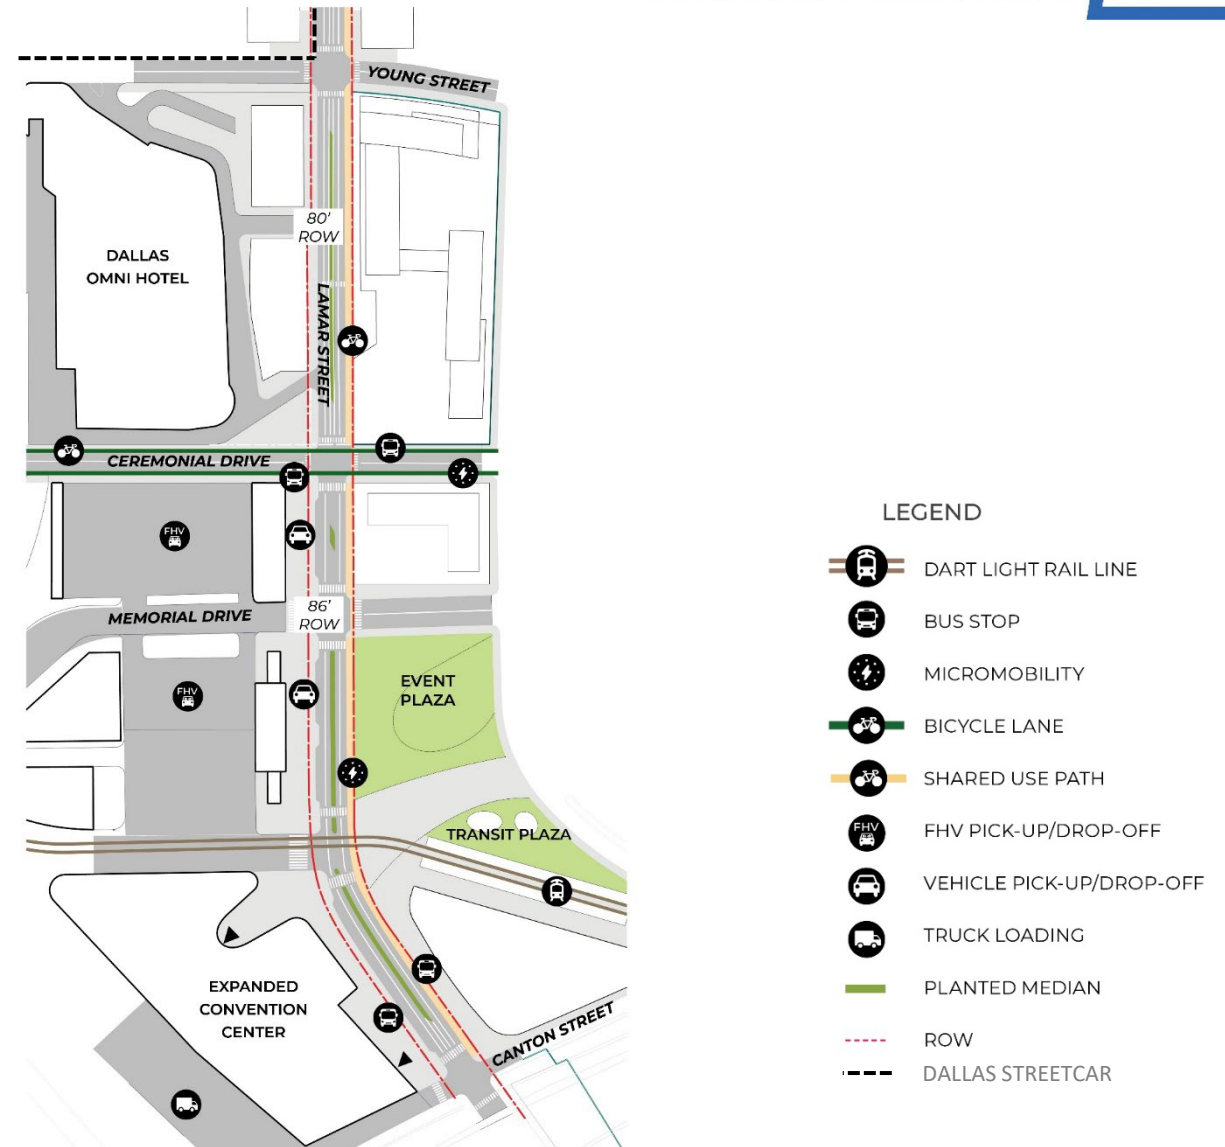 YOUNG STREET
80'
ROW
DALLAS
OMNI HOTEL
LAMAR STREET
CEREMONIAL DRIVE
FHV
MEMORIAL DRIVE
86'
ROW
EVENT
PLAZA
FHV
TRANSIT PLAZA
EXPANDED
CONVENTION
CENTER
CANTON STREET
LEGEND
DART LIGHT RAIL LINE
BUS STOP
MICROMOBILITY
BICYCLE LANE
SHARED USE PATH
FHV
FHV PICK-UP/DROP-OFF
VEHICLE PICK-UP/DROP-OFF
TRUCK LOADING
PLANTED MEDIAN
ROW
DALLAS STREETCAR